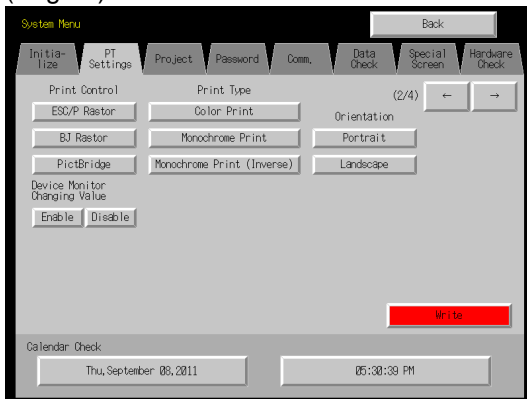 System Menu
Back
Initia-
lize
PT
Settings
Project
Password
Comm.
Data
Check
Special
Screen
Hardware
Check
Print Control
Print Type
(2/4)
←
→
ESC/P Rastor
Color Print
Orientation
BJ Rastor
Monochrome Print
Portrait
PictBridge
Monochrome Print (Inverse)
Landscape
Device Monitor
Changing Value
Enable
Disable
Write
Calendar Check
Thu,September 08,2011
05:30:39 PM